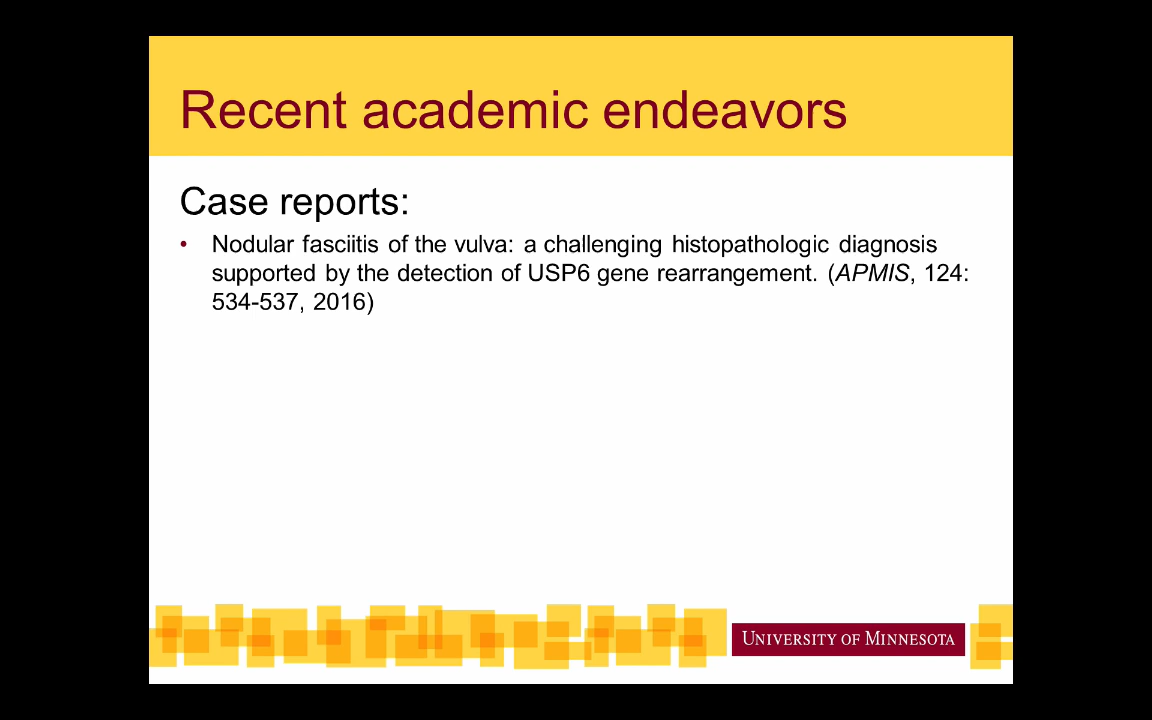 Recent academic endeavors
Case reports:
• Nodular fasciitis of the vulva: a challenging histopathologic diagnosis
supported by the detection of USP6 gene rearrangement. (APMIS, 124:
534-537, 2016)
UNIVERSITY OF MINNESOTA